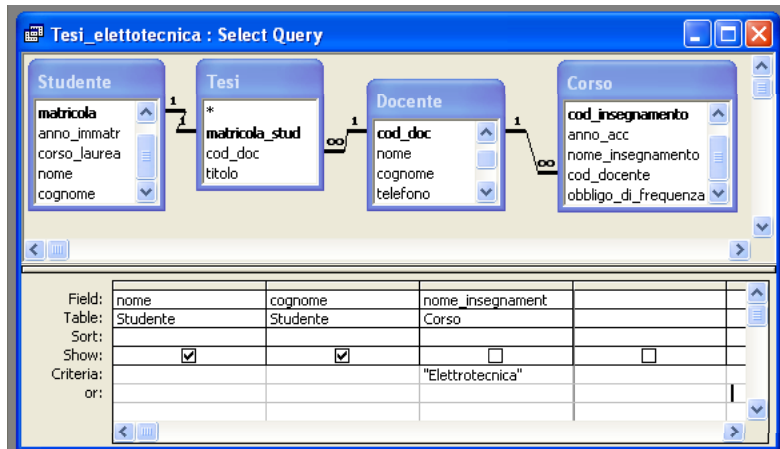 Tesi_elettotecnica : Select Query
Studente
matricola
anno_immatr
corso_laurea
nome
cognome
1
1
Tesi
*
matricola_stud
cod_doc
titolo
∞
1
Docente
cod_doc
nome
cognome
telefono
1
∞
Corso
cod_insegnamento
anno_acc
nome_insegnamento
cod_docente
obbligo_di_frequenza
Field: nome cognome nome_insegnament
Table: Studente Studente Corso
Sort:
Show:
Criteria: "Elettrotecnica"
or: